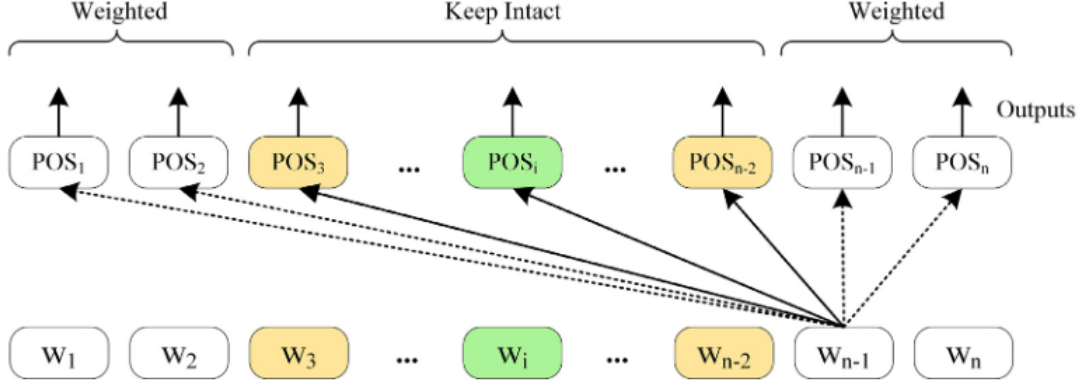 Weighted Keep Intact Weighted
Outputs
POS₁ POS₂ POS₃ ... POSᵢ ... POSₙ₋₂ POSₙ₋₁ POSₙ
W₁ W₂ W₃ ... Wᵢ ... Wₙ₋₂ Wₙ₋₁ Wₙ